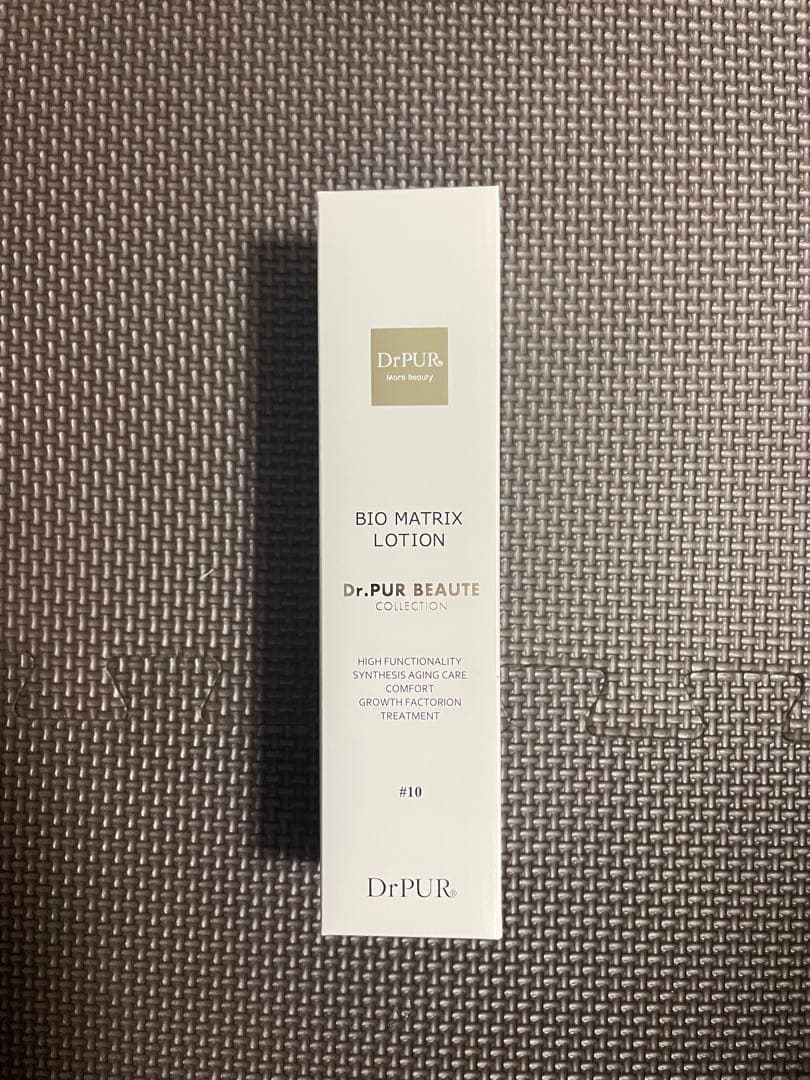 DrPUR
More Beauty
BIO MATRIX
LOTION
Dr.PUR BEAUTE
COLLECTION
HIGH FUNCTIONALITY
SYNTHESIS AGING CARE
COMFORT
GROWTH FACTORION
TREATMENT
#10
DrPUR®